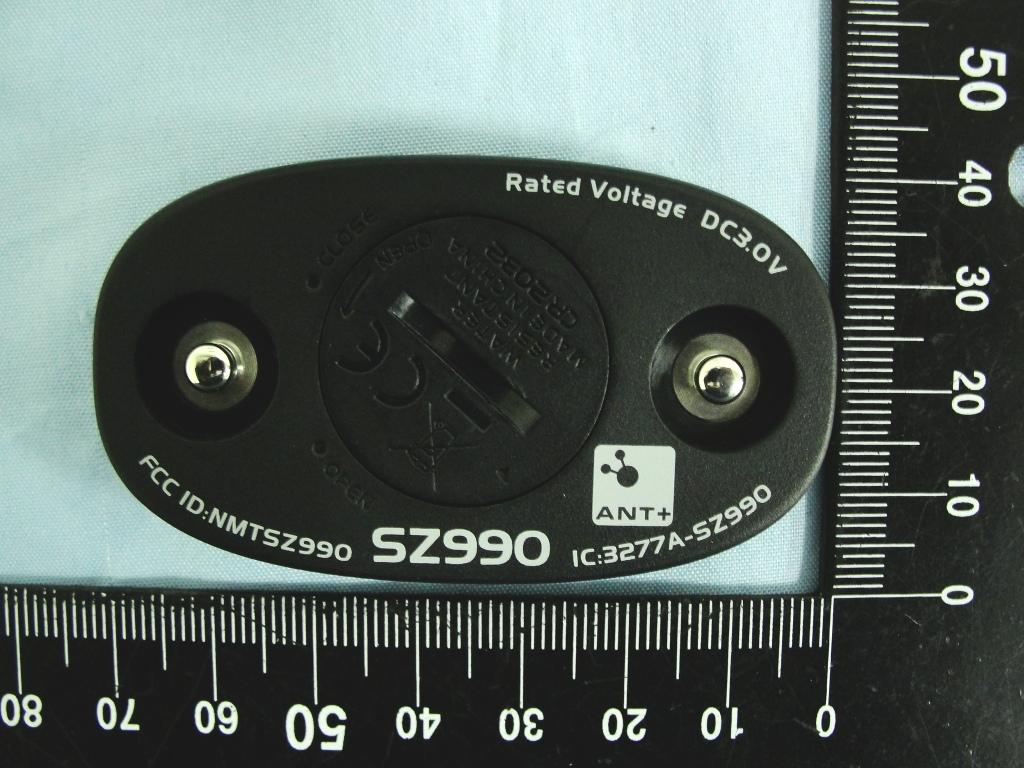 Rated Voltage DC3.0V
CLOSE
OPEN
WATER
RESISTANT
MADE IN CHINA
CR2032
CE
OPEN
ANT+
FCC ID:NMTSZ990
SZ990
IC:3277A-SZ990
50
40
30
20
10
0
80 70 60 50 40 30 20 10 0